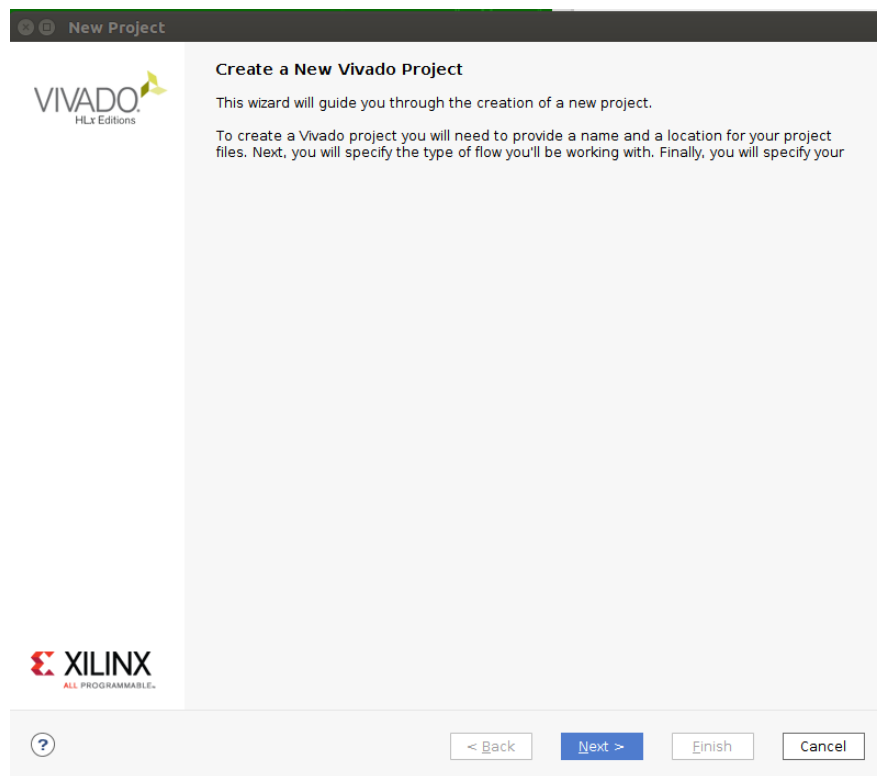 New Project
VIVADO.
HLx Editions
Create a New Vivado Project
This wizard will guide you through the creation of a new project.
To create a Vivado project you will need to provide a name and a location for your project
files. Next, you will specify the type of flow you'll be working with. Finally, you will specify your
XILINX
ALL PROGRAMMABLE.
?
< Back
Next >
Finish
Cancel